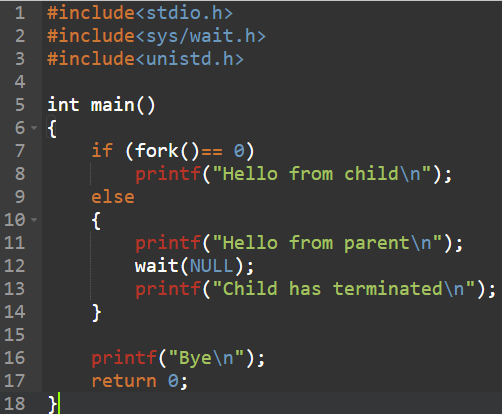 1 #include<stdio.h>
2 #include<sys/wait.h>
3 #include<unistd.h>
4
5 int main()
6 {
7     if (fork()== 0)
8         printf("Hello from child\n");
9     else
10     {
11         printf("Hello from parent\n");
12         wait(NULL);
13         printf("Child has terminated\n");
14     }
15
16     printf("Bye\n");
17     return 0;
18 }